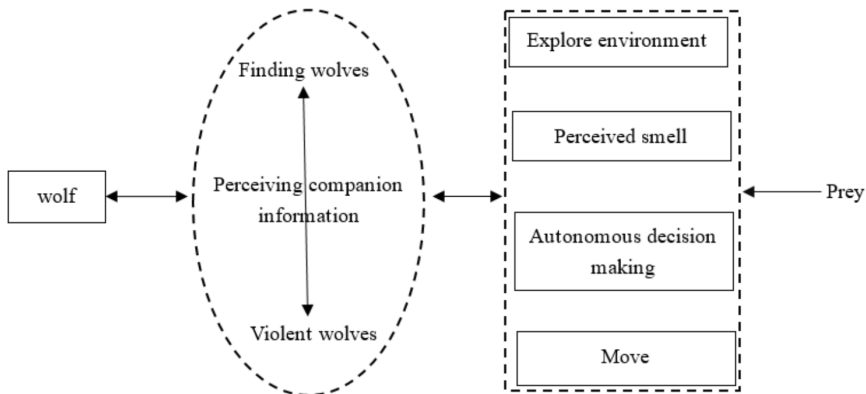 wolf
Finding wolves
Perceiving companion
information
Violent wolves
Explore environment
Perceived smell
Autonomous decision
making
Move
Prey